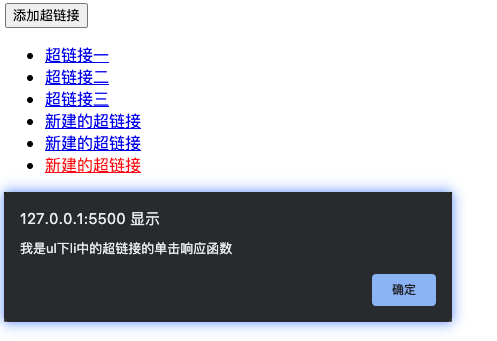 添加超链接
超链接一
超链接二
超链接三
新建的超链接
新建的超链接
新建的超链接
127.0.0.1:5500 显示
我是ul下li中的超链接的单击响应函数
确定